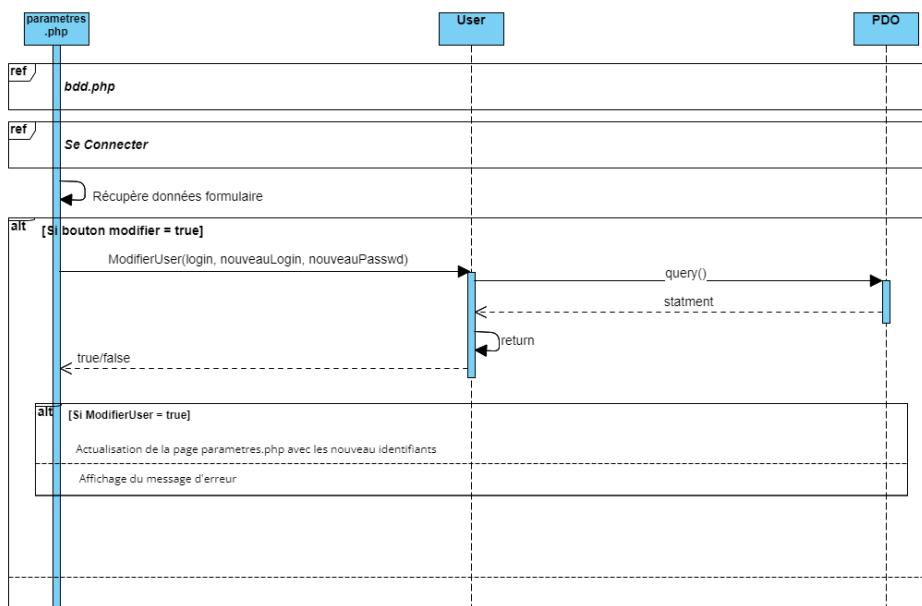 parametres
.php
User
PDO
ref
bdd.php
ref
Se Connecter
Récupère données formulaire
alt
[Si bouton modifier = true]
ModifierUser(login, nouveauLogin, nouveauPasswd)
query()
statment
return
true/false
alt
[Si ModifierUser = true]
Actualisation de la page parametres.php avec les nouveau identifiants
Affichage du message d'erreur